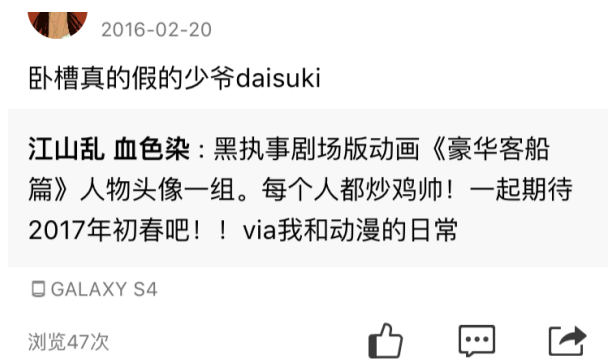 2016-02-20
卧槽真的假的少爷daisuki
江山乱 血色染：黑执事剧场版动画《豪华客船
篇》人物头像一组。每个人都炒鸡帅！一起期待
2017年初春吧！！via我和动漫的日常
GALAXY S4
浏览47次